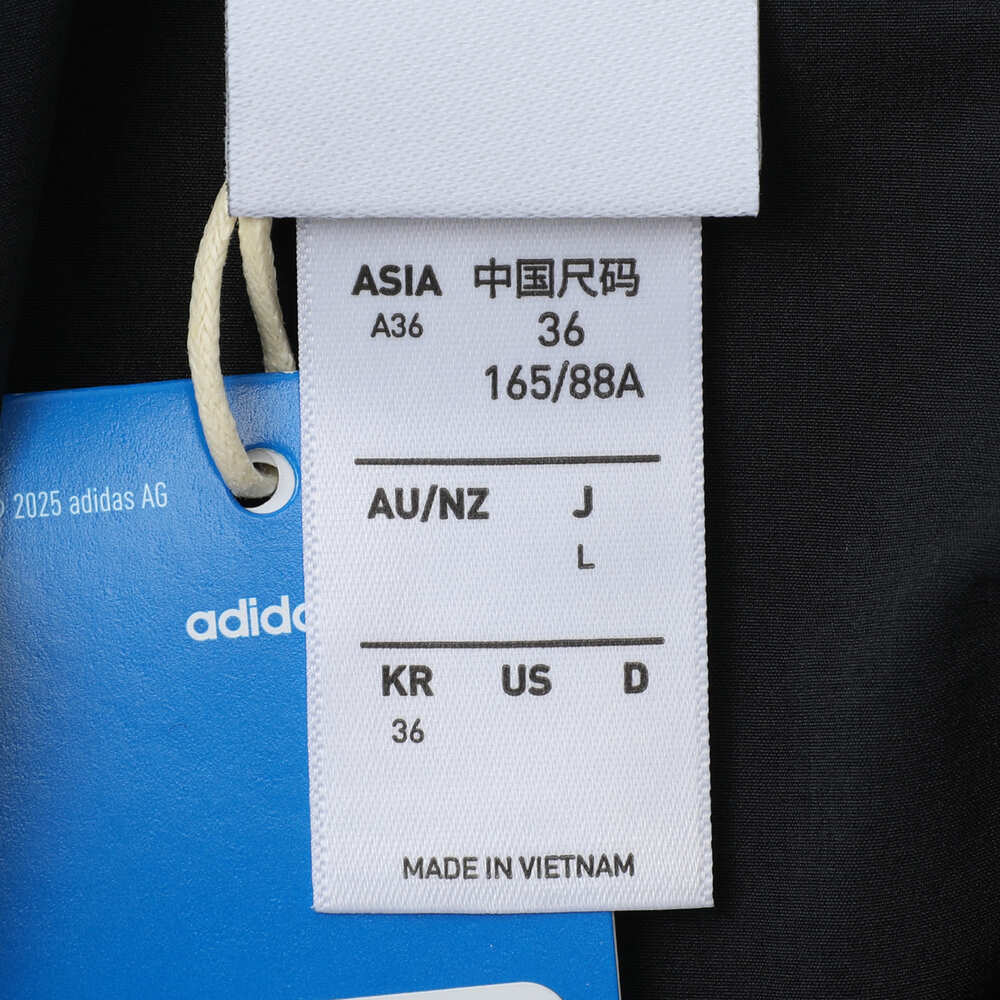 ASIA 中国尺码
A36 36
165/88A
AU/NZ J
L
KR US D
36
MADE IN VIETNAM
© 2025 adidas AG
adidas